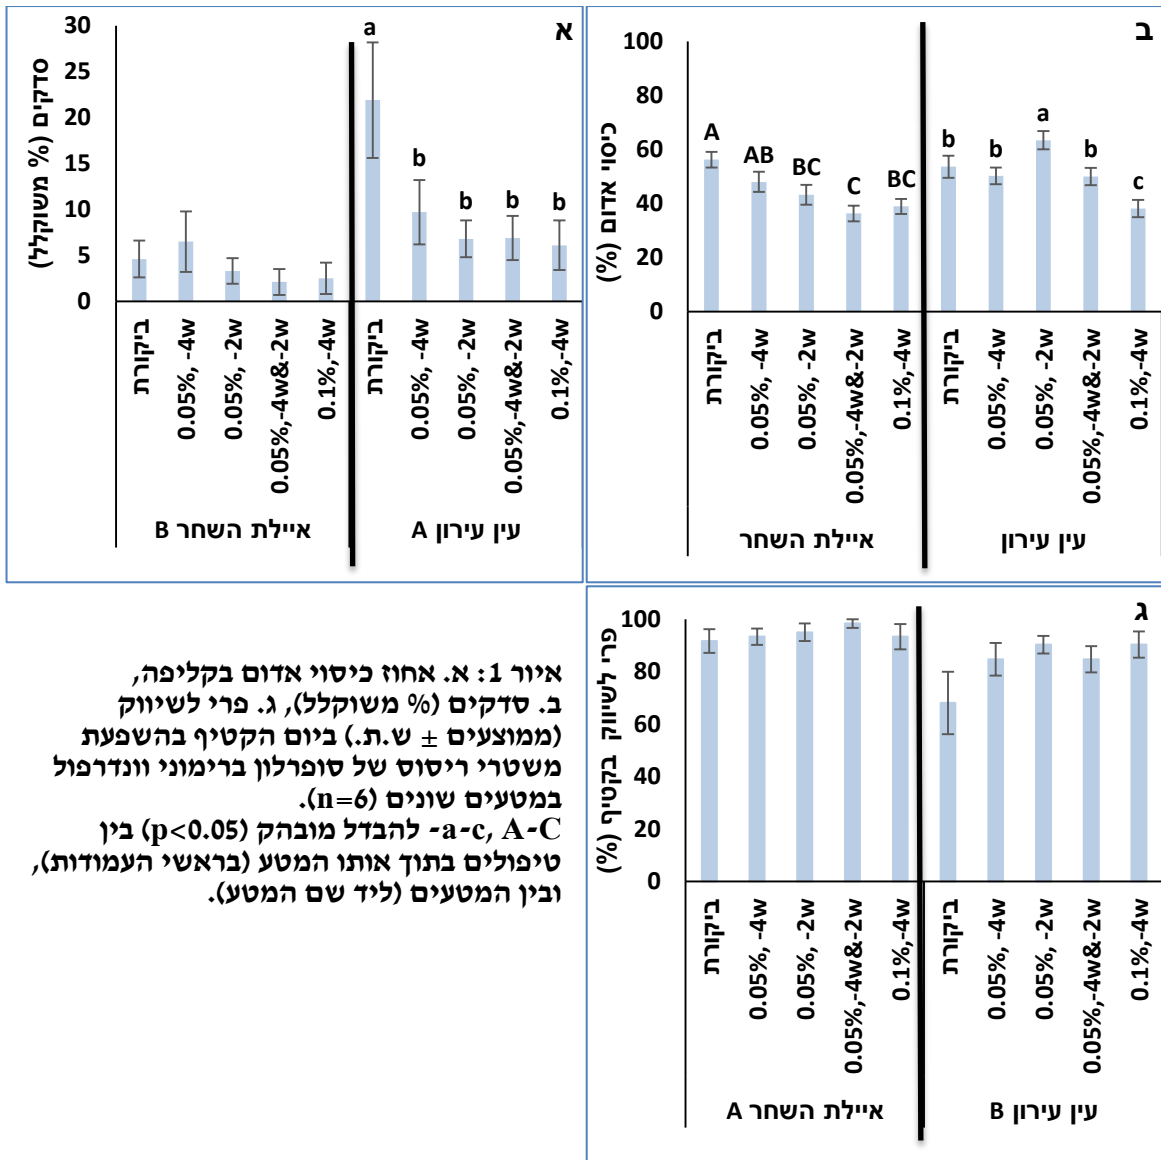 א
סדקים (% משוקלל)
30
25
20
15
10
5
0
a
b
b
b
b
ביקורת
0.05%, -4w
0.05%, -2w
0.05%,-4w&-2w
0.1%,-4w
ביקורת
0.05%, -4w
0.05%, -2w
0.05%,-4w&-2w
0.1%,-4w
איילת השחר B
עין עירון A
ב
כיסוי אדום (%)
100
80
60
40
20
0
A
AB
BC
C
BC
b
b
a
b
c
ביקורת
0.05%, -4w
0.05%, -2w
0.05%,-4w&-2w
0.1%,-4w
ביקורת
0.05%, -4w
0.05%, -2w
0.05%,-4w&-2w
0.1%,-4w
איילת השחר
עין עירון
ג
פרי לשיווק בקטיף (%)
100
80
60
40
20
0
ביקורת
0.05%, -4w
0.05%, -2w
0.05%,-4w&-2w
0.1%,-4w
ביקורת
0.05%, -4w
0.05%, -2w
0.05%,-4w&-2w
0.1%,-4w
איילת השחר A
עין עירון B
איור 1: א. אחוז כיסוי אדום בקליפה,
ב. סדקים (% משוקלל), ג. פרי לשיווק
(ממוצעים ± ש.ת.) ביום הקטיף בהשפעת
משטרי ריסוס של סופרלון ברימוני וונדרפול
במטעים שונים (n=6).
a-c, A-C- להבדל מובהק (p<0.05) בין
טיפולים בתוך אותו המטע (בראשי העמודות),
ובין המטעים (ליד שם המטע).